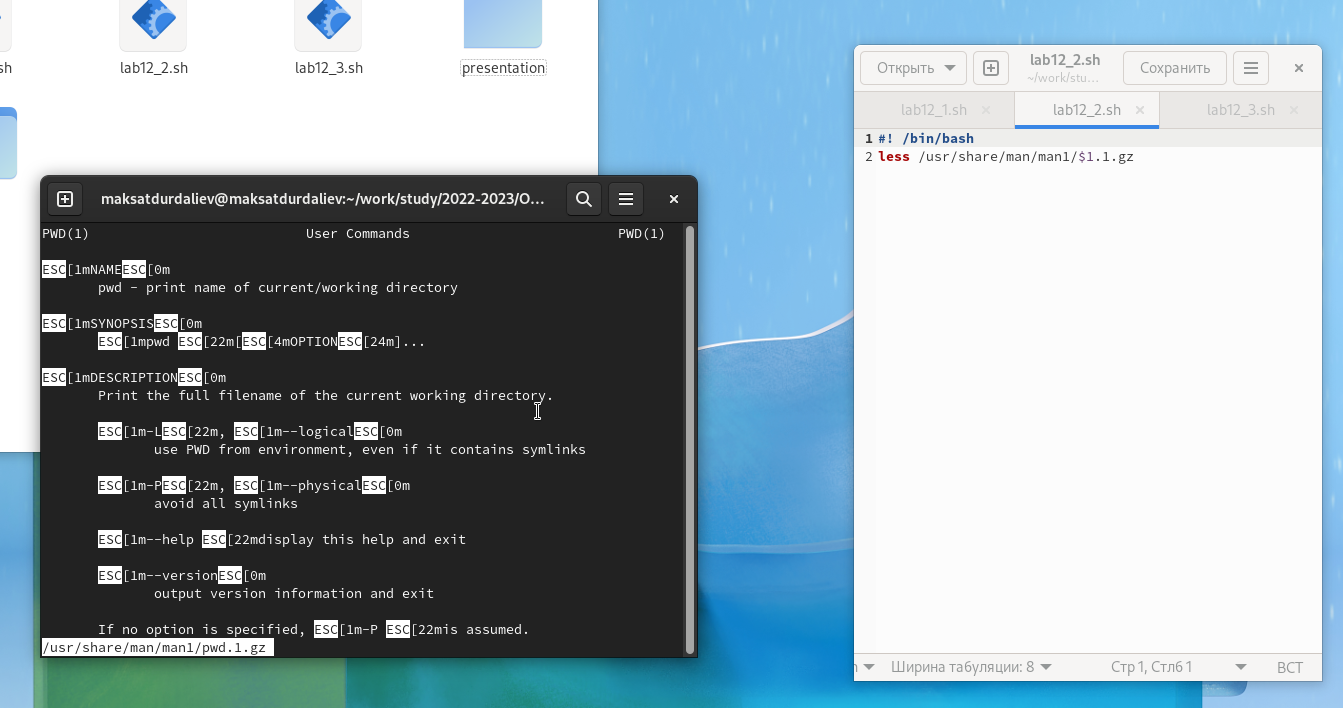 sh
lab12_2.sh
lab12_3.sh
presentation
maksatdurdaliev@maksatdurdaliev:~/work/study/2022-2023/O...
PWD(1) User Commands PWD(1)
ESC[1mNAMEESC[0m
pwd - print name of current/working directory
ESC[1mSYNOPSISESC[0m
ESC[1mpwd ESC[22m[ESC[4mOPTIONESC[24m]...
ESC[1mDESCRIPTIONESC[0m
Print the full filename of the current working directory.
ESC[1m-LESC[22m, ESC[1m--logicalESC[0m
use PWD from environment, even if it contains symlinks
ESC[1m-PESC[22m, ESC[1m--physicalESC[0m
avoid all symlinks
ESC[1m--help ESC[22mdisplay this help and exit
ESC[1m--versionESC[0m
output version information and exit
If no option is specified, ESC[1m-P ESC[22mis assumed.
/usr/share/man/man1/pwd.1.gz
Открыть
lab12_2.sh
~/work/stu...
Сохранить
lab12_1.sh
lab12_2.sh
lab12_3.sh
1 #! /bin/bash
2 less /usr/share/man/man1/$1.1.gz
Ширина табуляции: 8
Стр 1, Стлб 1
ВСТ